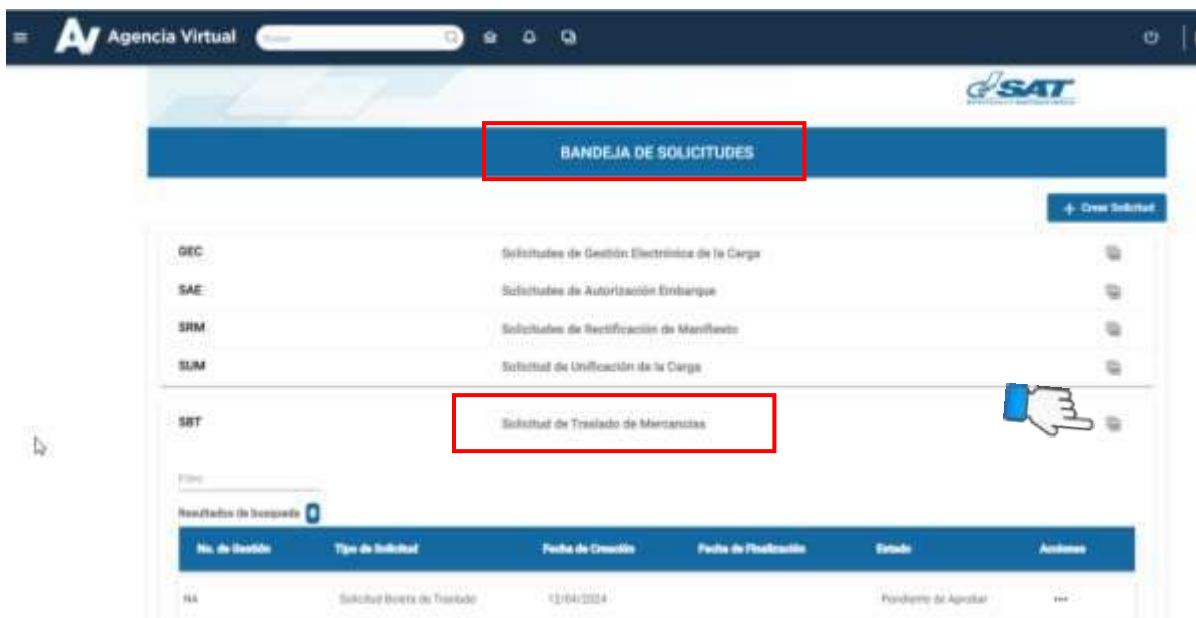 Agencia Virtual
SAT
BANDEJA DE SOLICITUDES
+ Crear Solicitud
GEC Solicitudes de Gestión Electrónica de la Carga
SAE Solicitudes de Autorización Embarque
SRM Solicitudes de Rectificación de Manifiesto
SUM Solicitud de Unificación de la Carga
SBT Solicitud de Traslado de Mercancias
Filtro
Resultados de busqueda
No. de Gestión Tipo de Solicitud Fecha de Creación Fecha de Finalización Estado Acciones
NA Solicitud Boleta de Traslado 12/04/2024 Pendiente de Aprobar ...